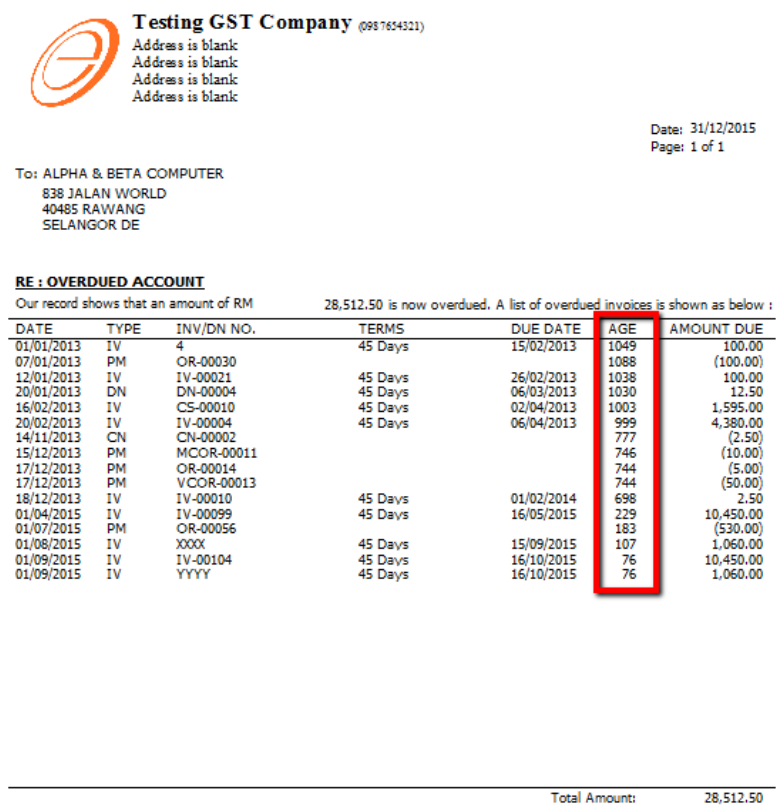 Testing GST Company (0987654321)
Address is blank
Address is blank
Address is blank
Address is blank
Date: 31/12/2015
Page: 1 of 1
To: ALPHA & BETA COMPUTER
838 JALAN WORLD
40485 RAWANG
SELANGOR DE
RE : OVERDUED ACCOUNT
Our record shows that an amount of RM 28,512.50 is now overdued. A list of overdued invoices is shown as below :
DATE TYPE INV/DN NO. TERMS DUE DATE AGE AMOUNT DUE
01/01/2013 IV 4 45 Days 15/02/2013 1049 100.00
07/01/2013 PM OR-00030 1088 (100.00)
12/01/2013 IV IV-00021 45 Days 26/02/2013 1038 100.00
20/01/2013 DN DN-00004 45 Days 06/03/2013 1030 12.50
16/02/2013 IV CS-00010 45 Days 02/04/2013 1003 1,595.00
20/02/2013 IV IV-00004 45 Days 06/04/2013 999 4,380.00
14/11/2013 CN CN-00002 777 (2.50)
15/12/2013 PM MCOR-00011 746 (10.00)
17/12/2013 PM OR-00014 744 (5.00)
17/12/2013 PM VCOR-00013 744 (50.00)
18/12/2013 IV IV-00010 45 Days 01/02/2014 698 2.50
01/04/2015 IV IV-00099 45 Days 16/05/2015 229 10,450.00
01/07/2015 PM OR-00056 183 (530.00)
01/08/2015 IV XXXX 45 Days 15/09/2015 107 1,060.00
01/09/2015 IV IV-00104 45 Days 16/10/2015 76 10,450.00
01/09/2015 IV YYYY 45 Days 16/10/2015 76 1,060.00
Total Amount: 28,512.50